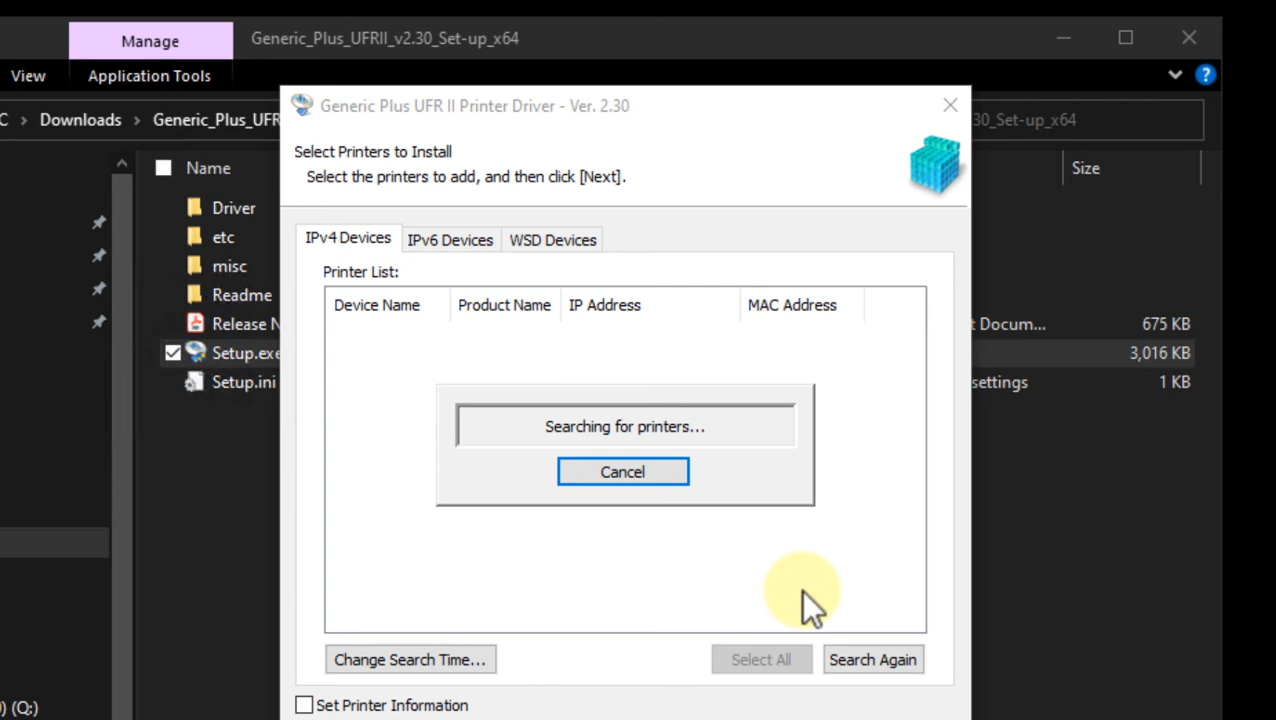 Manage
Generic_Plus_UFRII_v2.30_Set-up_x64
View
Application Tools
C > Downloads > Generic_Plus_UFR
30_Set-up_x64
Generic Plus UFR II Printer Driver - Ver. 2.30
Select Printers to Install
Select the printers to add, and then click [Next].
Name
Size
Driver
etc
misc
Readme
Release N
t Docum...
675 KB
Setup.exe
3,016 KB
Setup.ini
settings
1 KB
IPv4 Devices
IPv6 Devices
WSD Devices
Printer List:
Device Name
Product Name
IP Address
MAC Address
Searching for printers...
Cancel
Change Search Time...
Select All
Search Again
Set Printer Information
) (Q:)